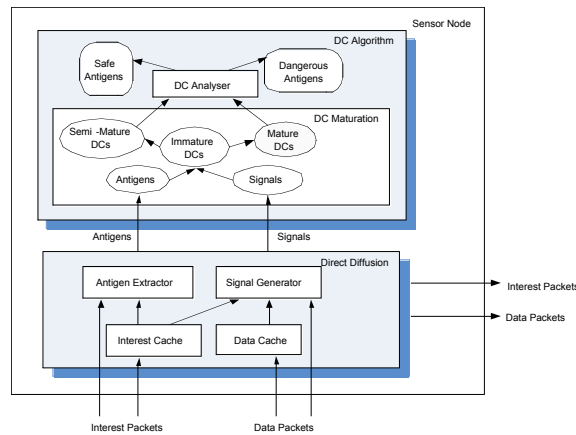 Sensor Node
DC Algorithm
Safe
Antigens
Dangerous
Antigens
DC Analyser
DC Maturation
Semi -Mature
DCs
Immature
DCs
Mature
DCs
Antigens
Signals
Antigens
Signals
Direct Diffusion
Antigen Extractor
Signal Generator
Interest Packets
Data Packets
Interest Cache
Data Cache
Interest Packets
Data Packets